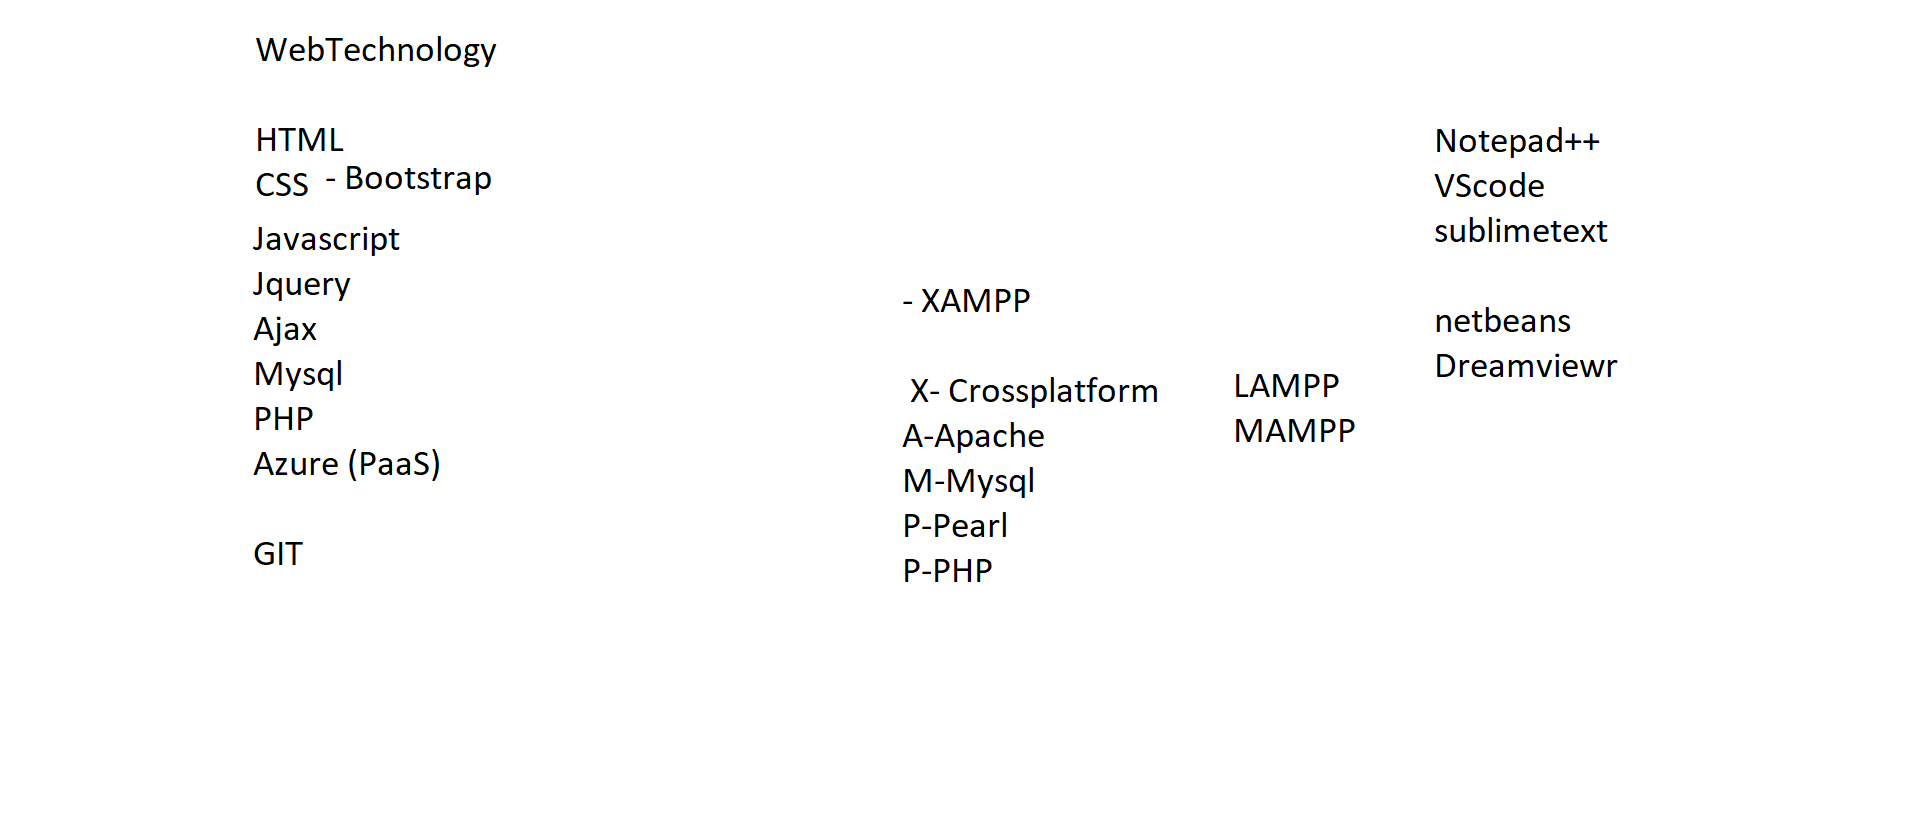 WebTechnology
HTML
CSS - Bootstrap
Javascript
Jquery
Ajax
Mysql
PHP
Azure (PaaS)
GIT
- XAMPP
X- Crossplatform
A-Apache
M-Mysql
P-Pearl
P-PHP
LAMPP
MAMPP
Notepad++
VScode
sublimetext
netbeans
Dreamviewr